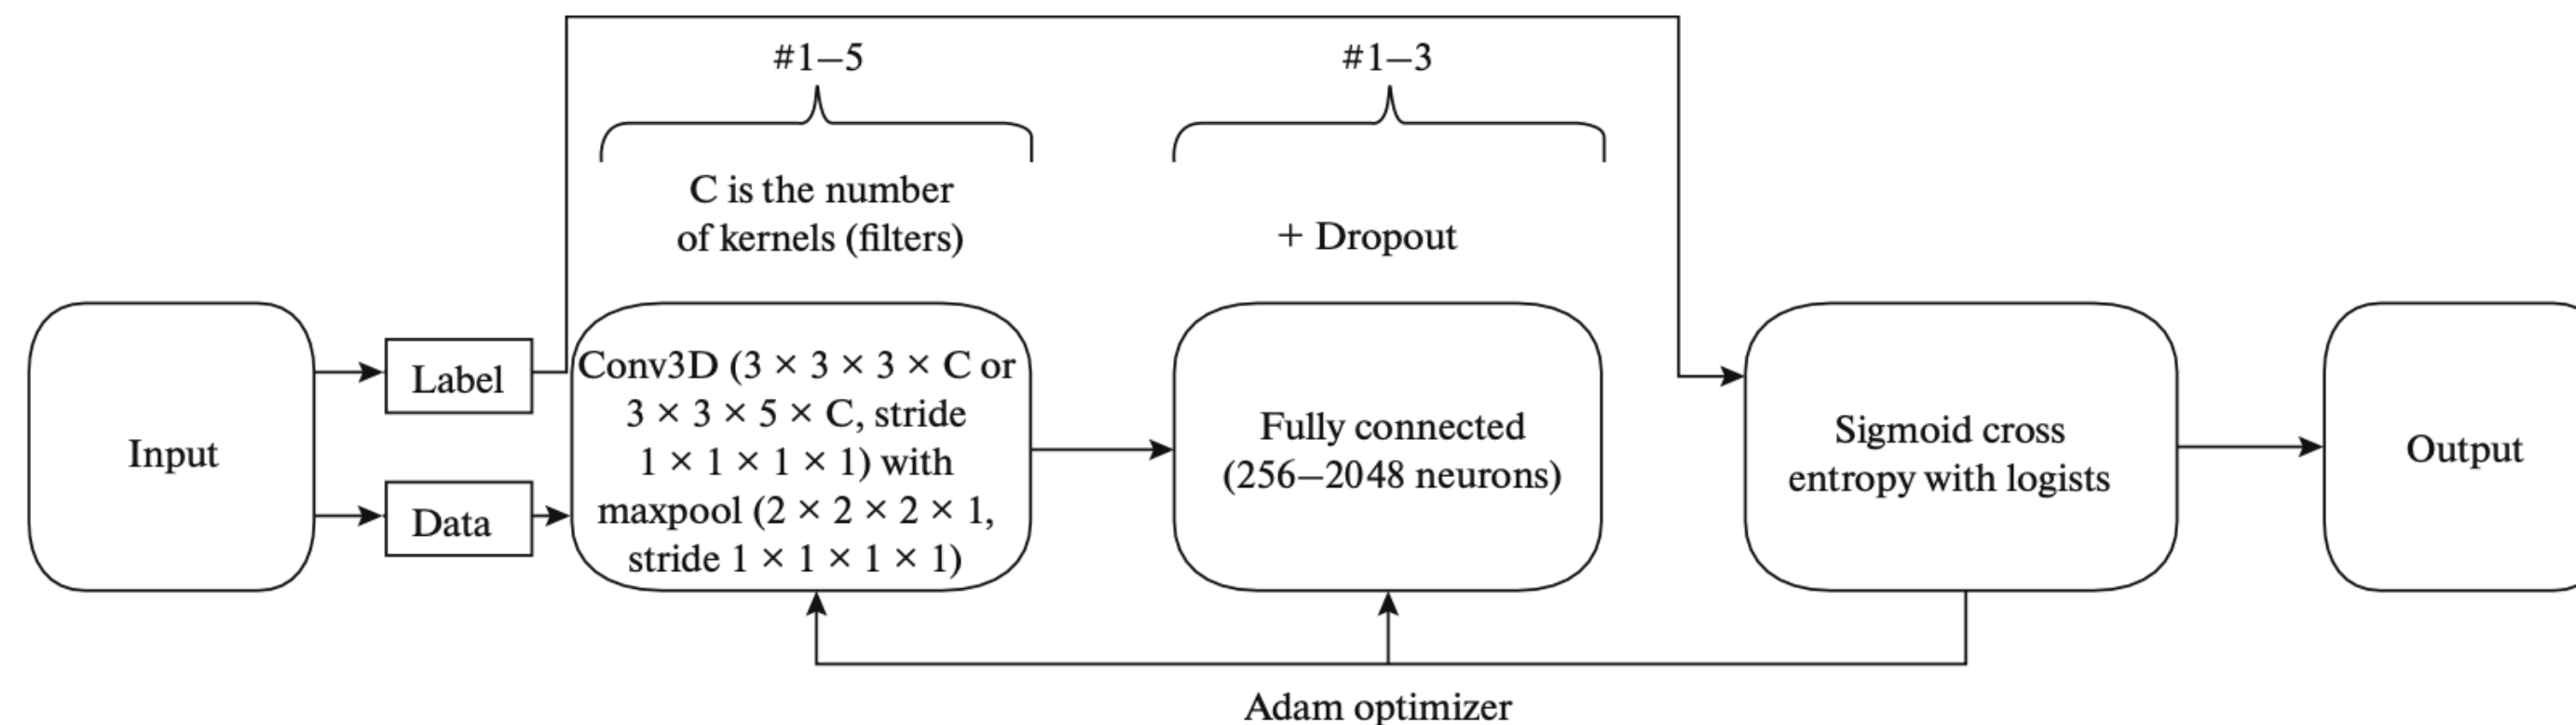 #1–5
#1–3
C is the number
of kernels (filters)
+ Dropout
Input
Label
Data
Conv3D (3 × 3 × 3 × C or
3 × 3 × 5 × C, stride
1 × 1 × 1 × 1) with
maxpool (2 × 2 × 2 × 1,
stride 1 × 1 × 1 × 1)
Fully connected
(256–2048 neurons)
Sigmoid cross
entropy with logists
Output
Adam optimizer